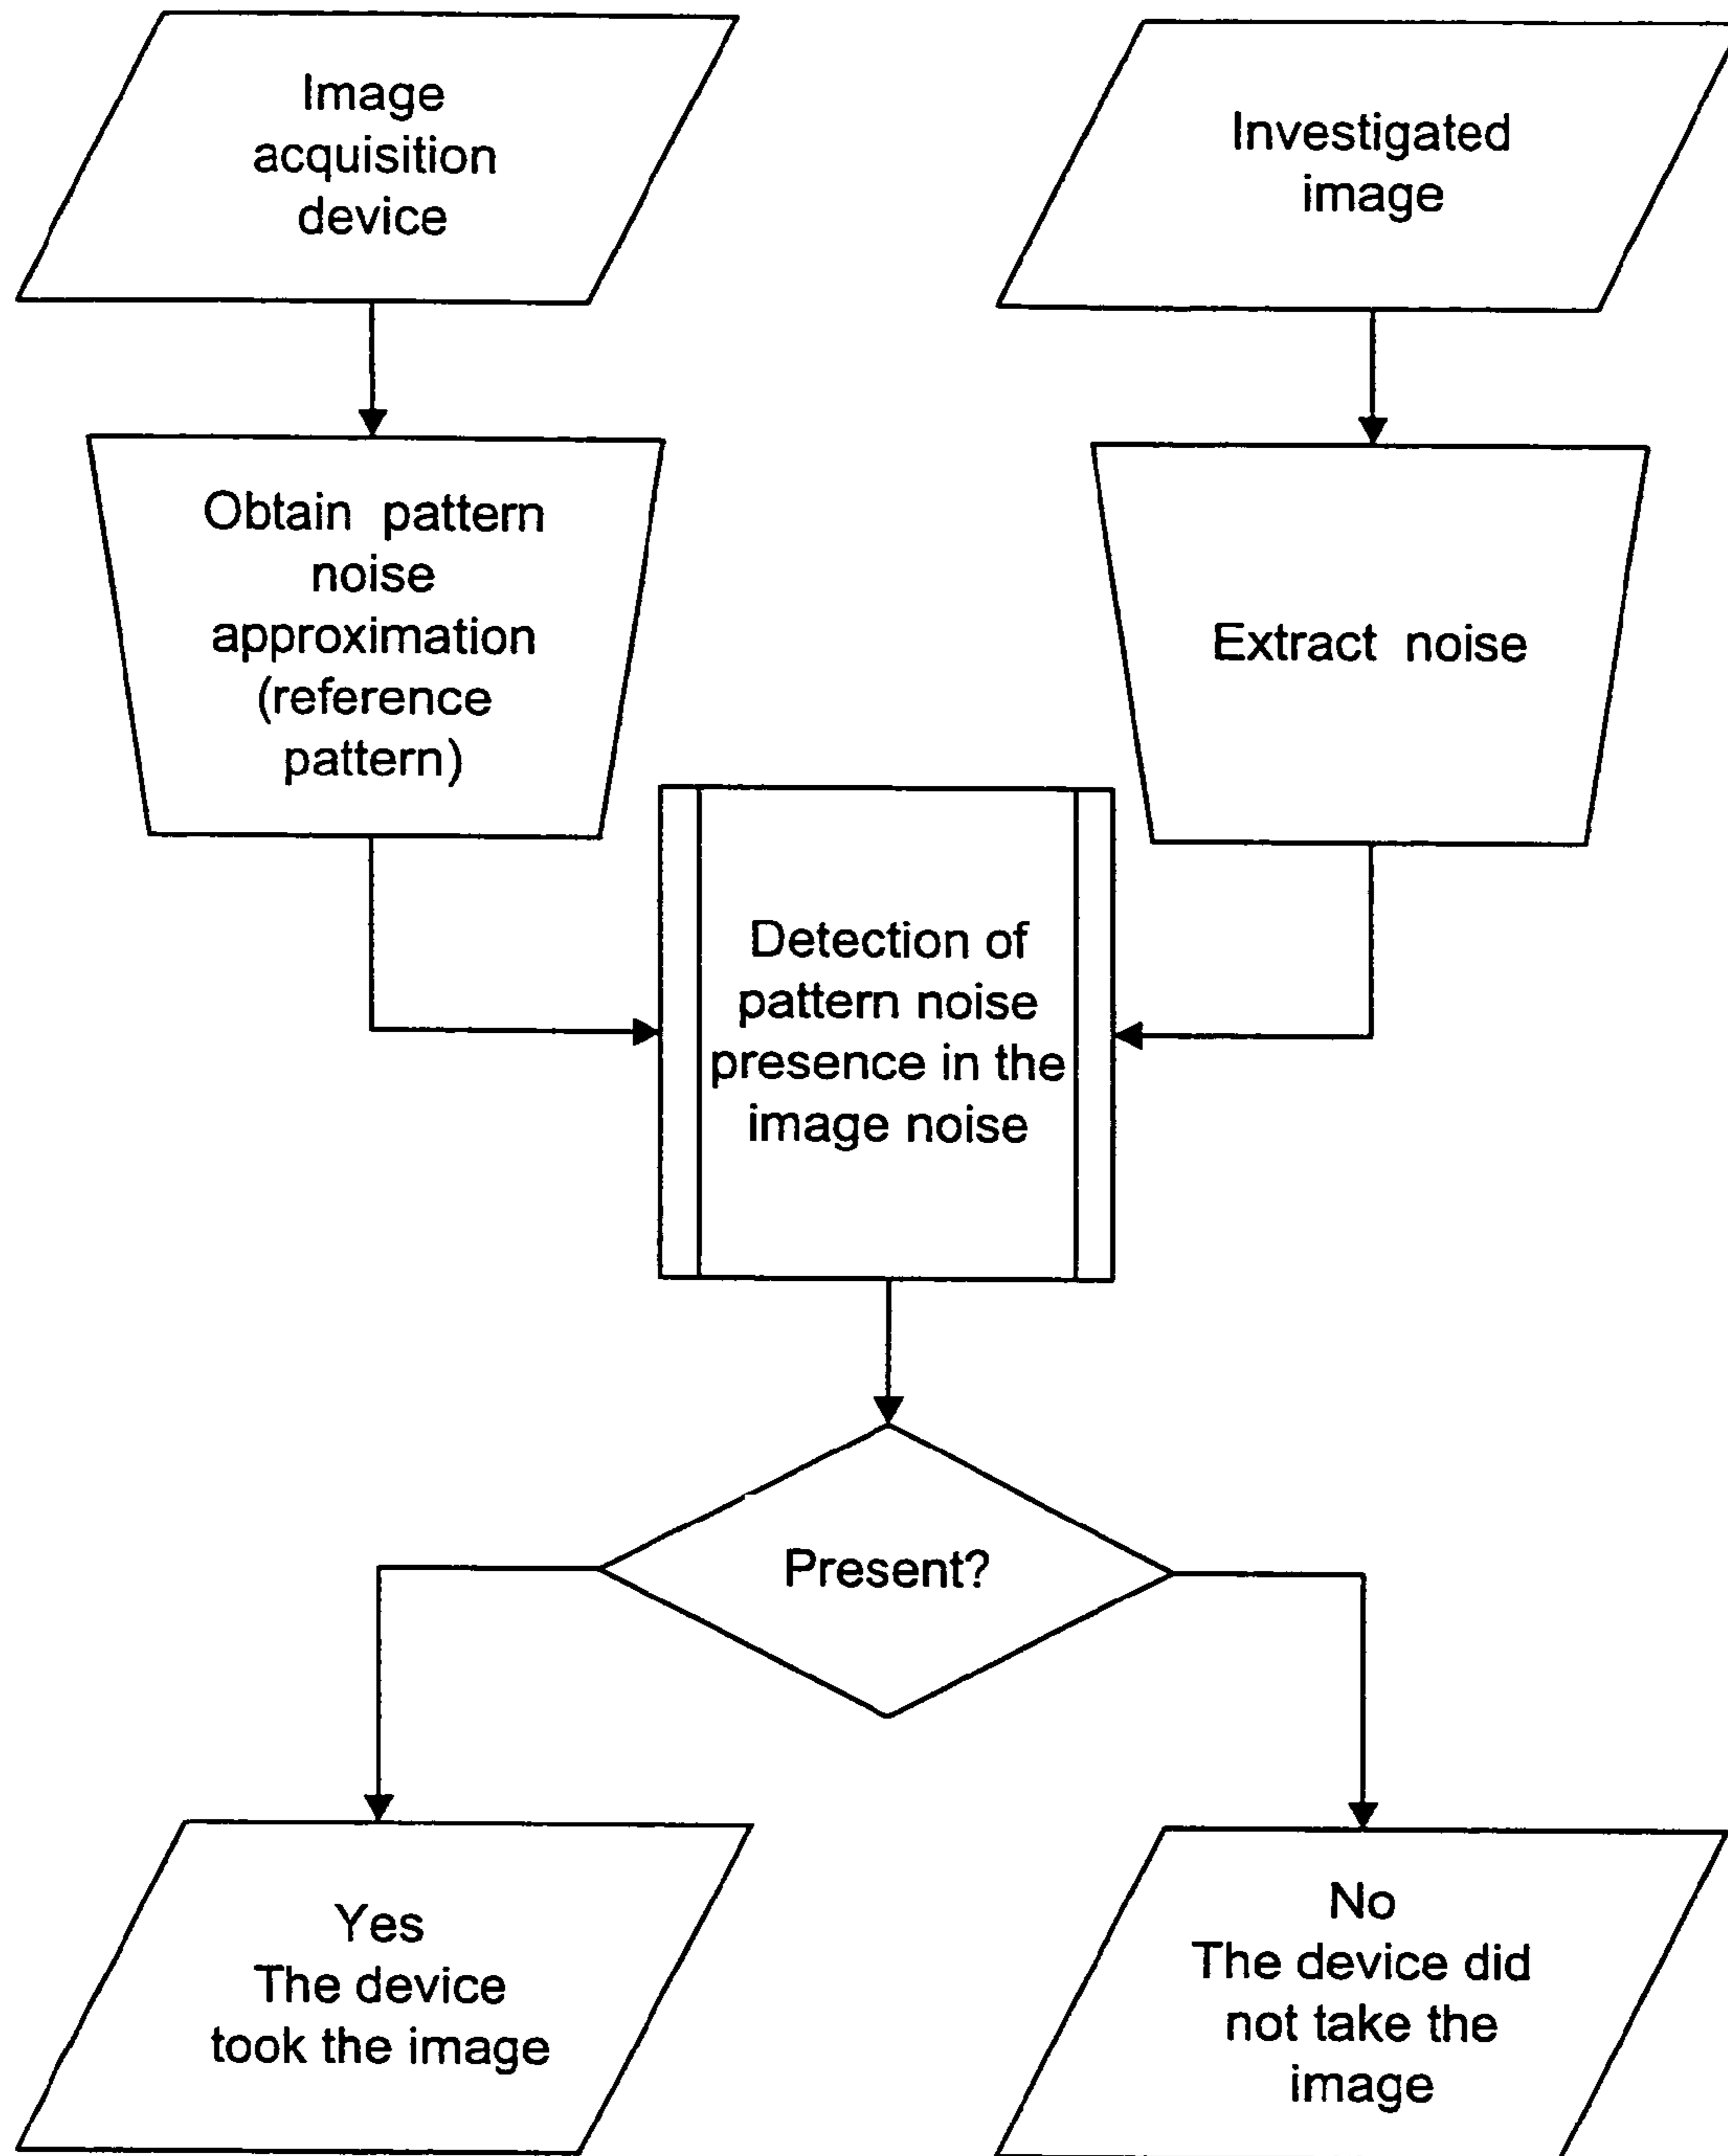 Image
acquisition
device
Investigated
image
Obtain pattern
noise
approximation
(reference
pattern)
Extract noise
Detection of
pattern noise
presence in the
image noise
Present?
Yes
The device
took the image
No
The device did
not take the
image